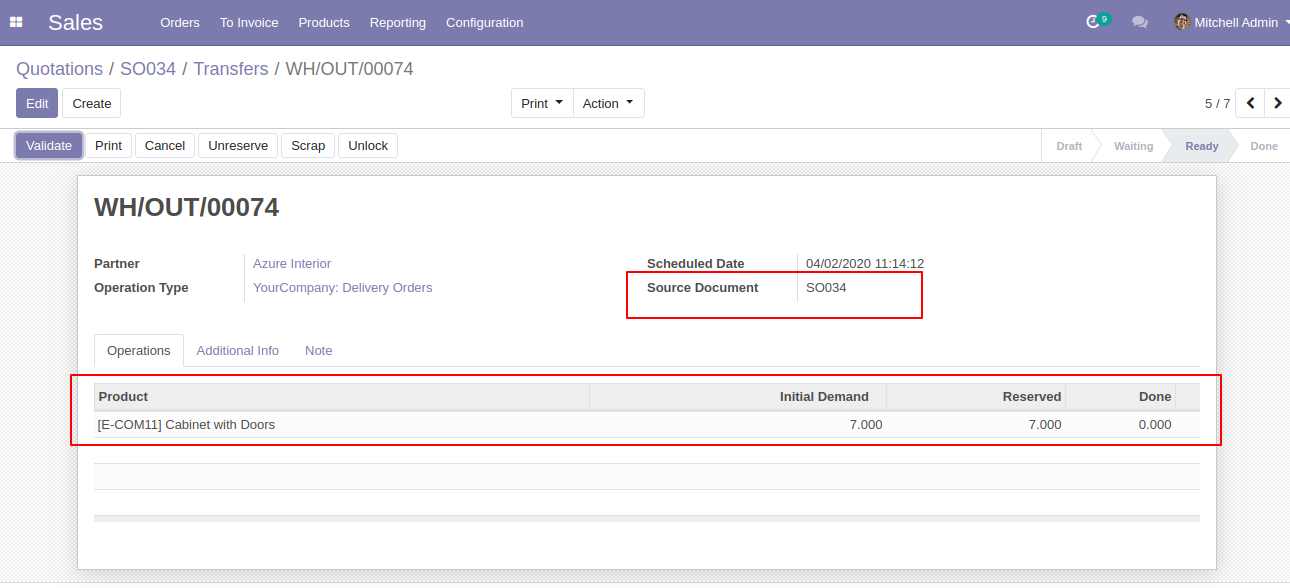 Sales Orders To Invoice Products Reporting Configuration 9 Mitchell Admin
Quotations / SO034 / Transfers / WH/OUT/00074
Edit Create Print Action 5 / 7
Validate Print Cancel Unreserve Scrap Unlock Draft Waiting Ready Done
WH/OUT/00074
Partner Azure Interior Scheduled Date 04/02/2020 11:14:12
Operation Type YourCompany: Delivery Orders Source Document SO034
Operations Additional Info Note
Product Initial Demand Reserved Done
[E-COM11] Cabinet with Doors 7.000 7.000 0.000